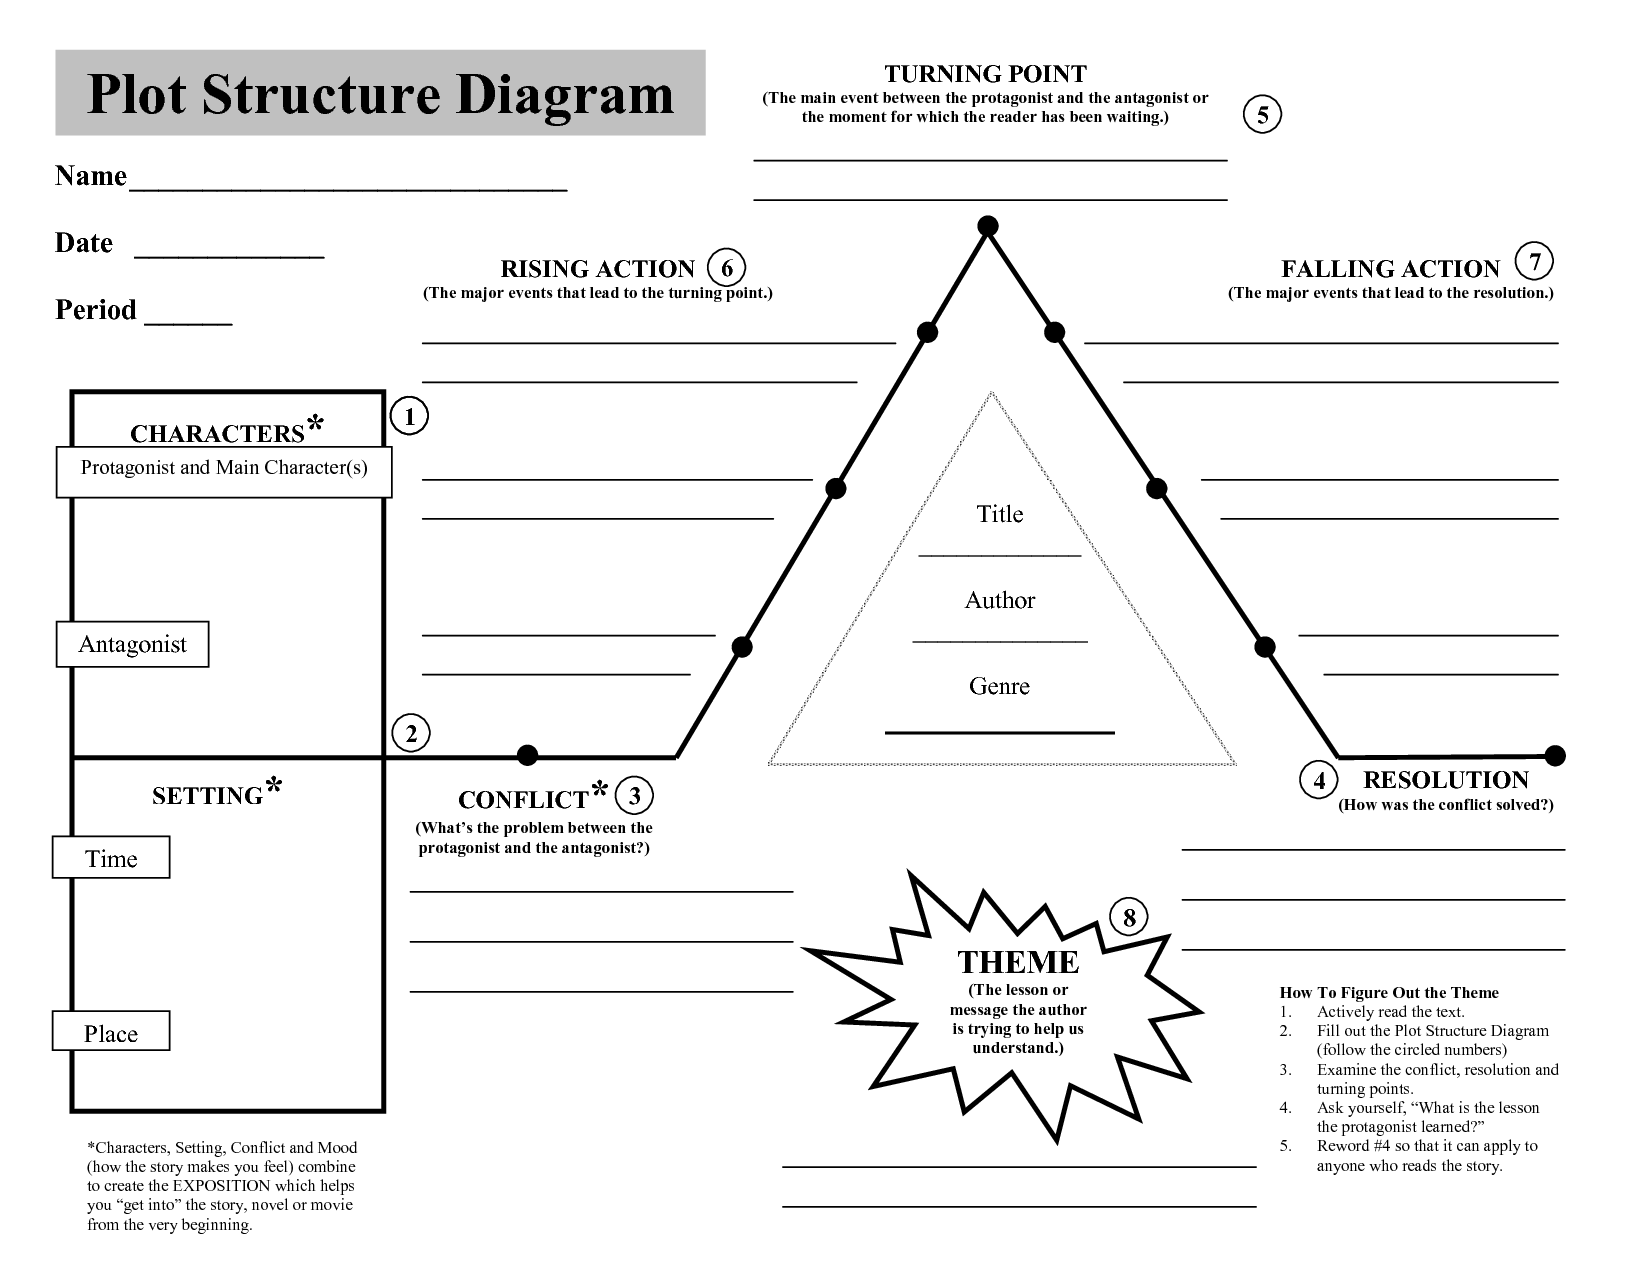 Plot Structure Diagram
Name
Date
Period
TURNING POINT
(The main event between the protagonist and the antagonist or
the moment for which the reader has been waiting.)
5
RISING ACTION 6
(The major events that lead to the turning point.)
FALLING ACTION 7
(The major events that lead to the resolution.)
1
CHARACTERS*
Protagonist and Main Character(s)
Antagonist
Title
Author
Genre
2
SETTING*
Time
Place
CONFLICT* 3
(What's the problem between the
protagonist and the antagonist?)
4 RESOLUTION
(How was the conflict solved?)
8
THEME
(The lesson or
message the author
is trying to help us
understand.)
How To Figure Out the Theme
1. Actively read the text.
2. Fill out the Plot Structure Diagram
(follow the circled numbers)
3. Examine the conflict, resolution and
turning points.
4. Ask yourself, “What is the lesson
the protagonist learned?”
5. Reword #4 so that it can apply to
anyone who reads the story.
*Characters, Setting, Conflict and Mood
(how the story makes you feel) combine
to create the EXPOSITION which helps
you “get into” the story, novel or movie
from the very beginning.